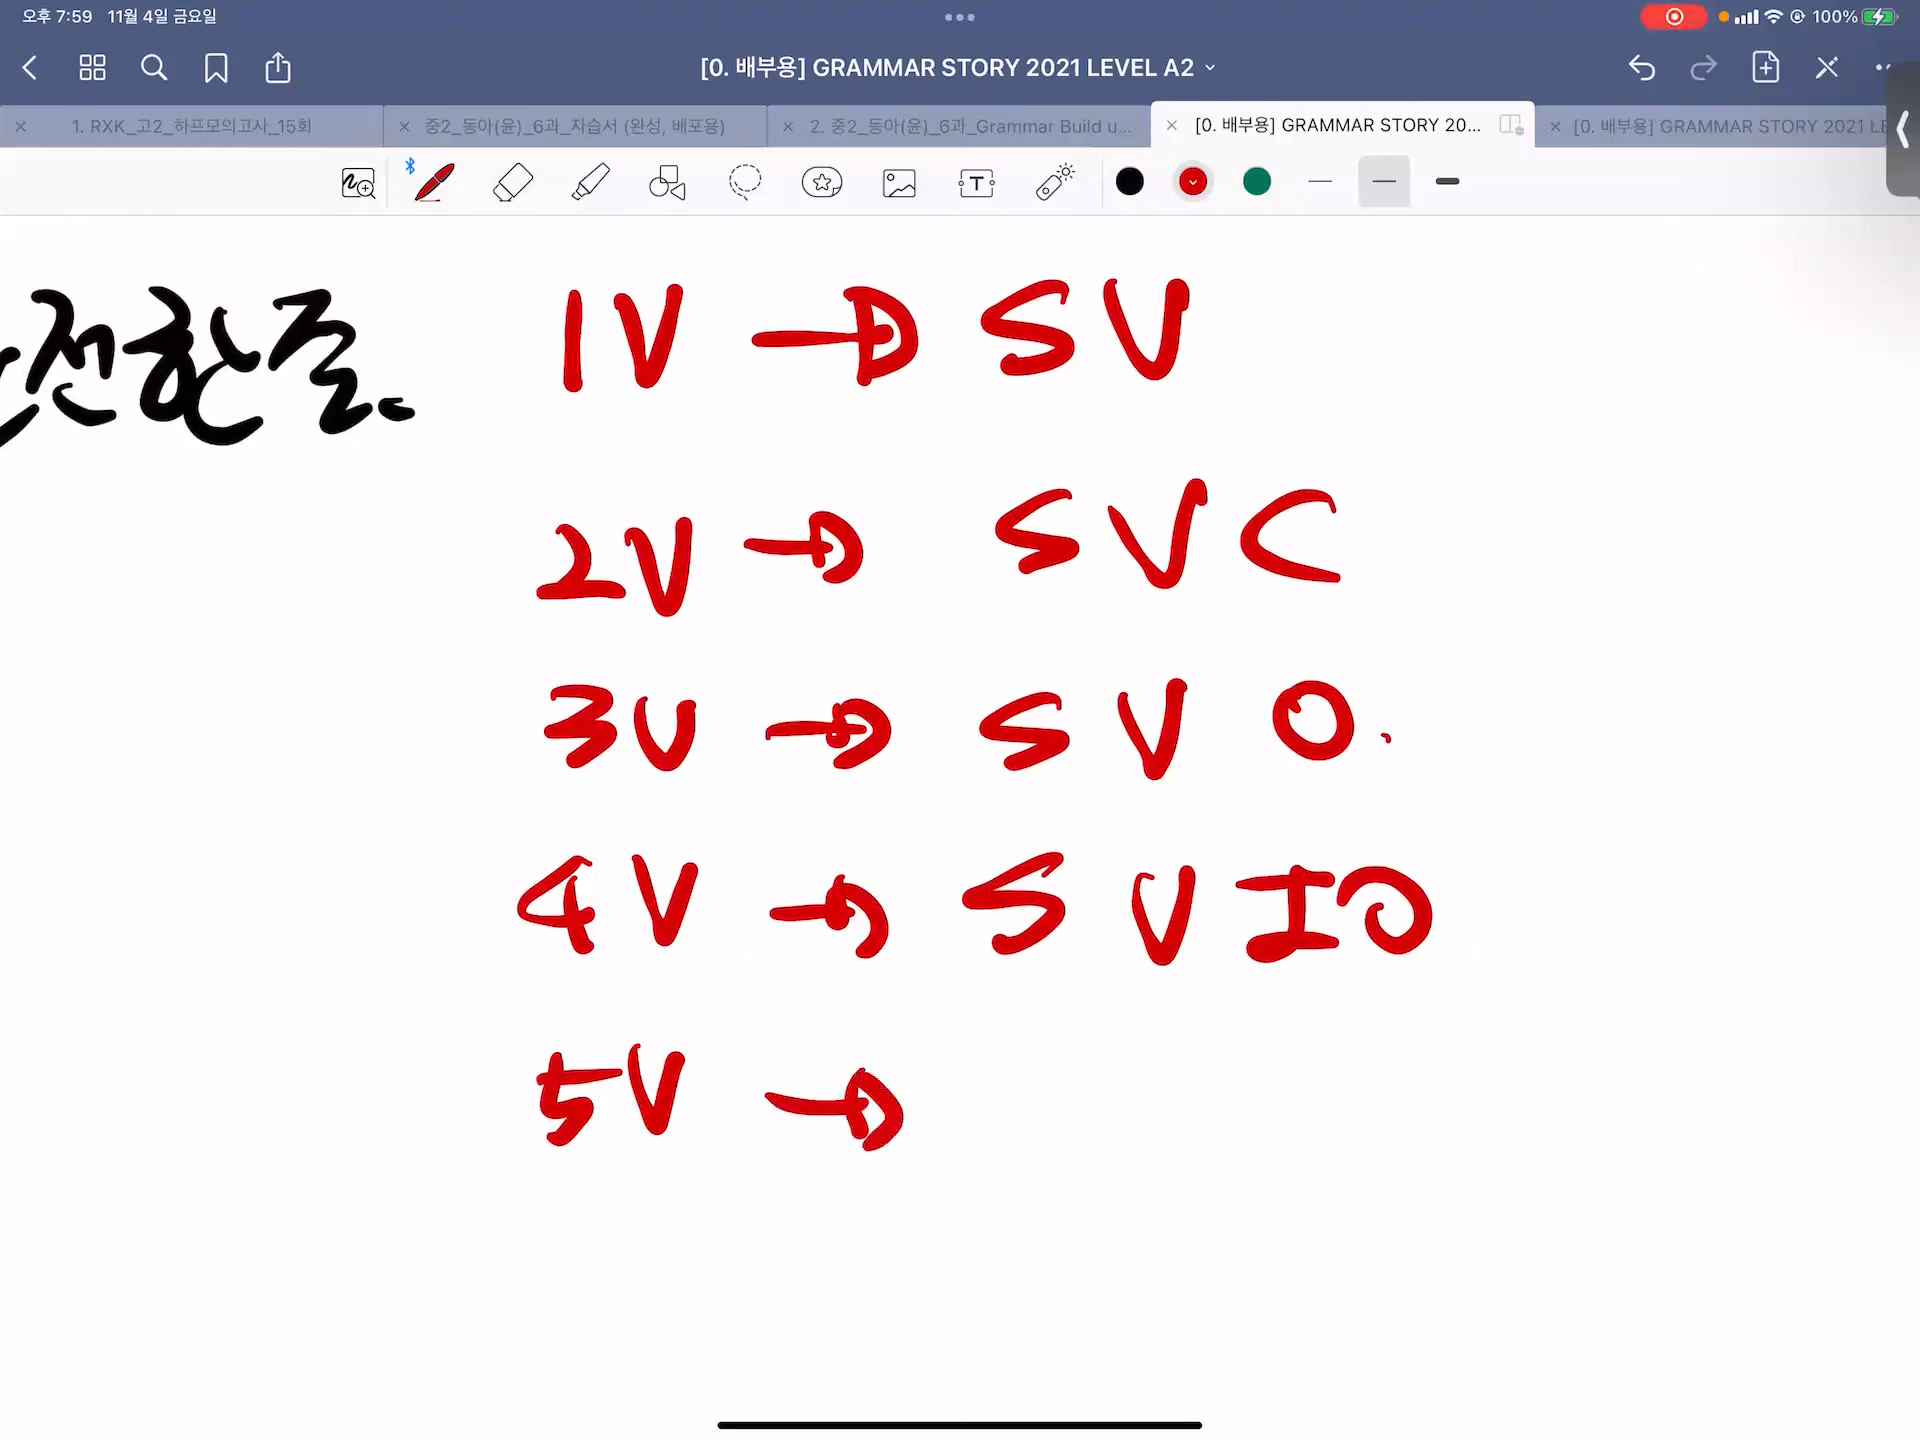 오후 7:59 11월 4일 금요일
100%
[0. 배부용] GRAMMAR STORY 2021 LEVEL A2
1. RXK_고2_하프모의고사_15회
중2_동아(윤)_6과_자습서 (완성, 배포용)
2. 중2_동아(윤)_6과_Grammar Build u...
[0. 배부용] GRAMMAR STORY 20...
[0. 배부용] GRAMMAR STORY 2021 LE
전한 줄.
1V → SV
2V → SVC
3V → SVO.
4V → SVIO
5V →